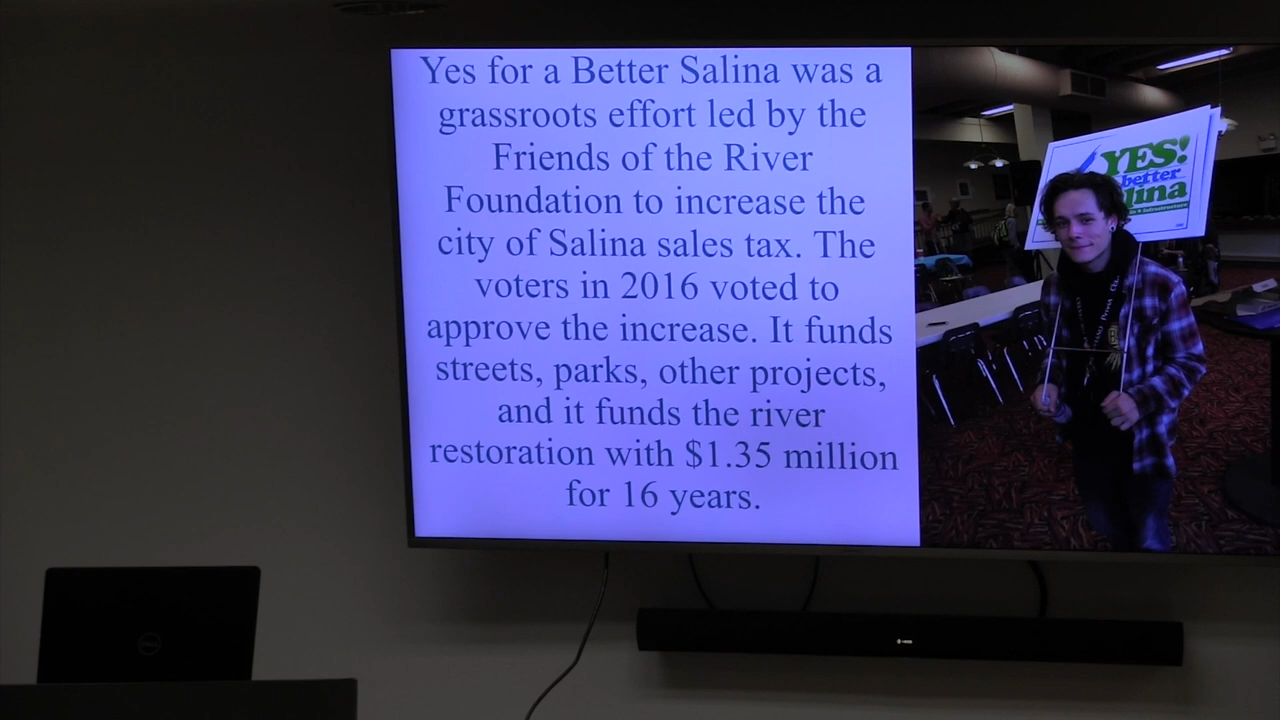 Yes for a Better Salina was a
grassroots effort led by the
Friends of the River
Foundation to increase the
city of Salina sales tax. The
voters in 2016 voted to
approve the increase. It funds
streets, parks, other projects,
and it funds the river
restoration with $1.35 million
for 16 years.
YES!
better
lina
DELL